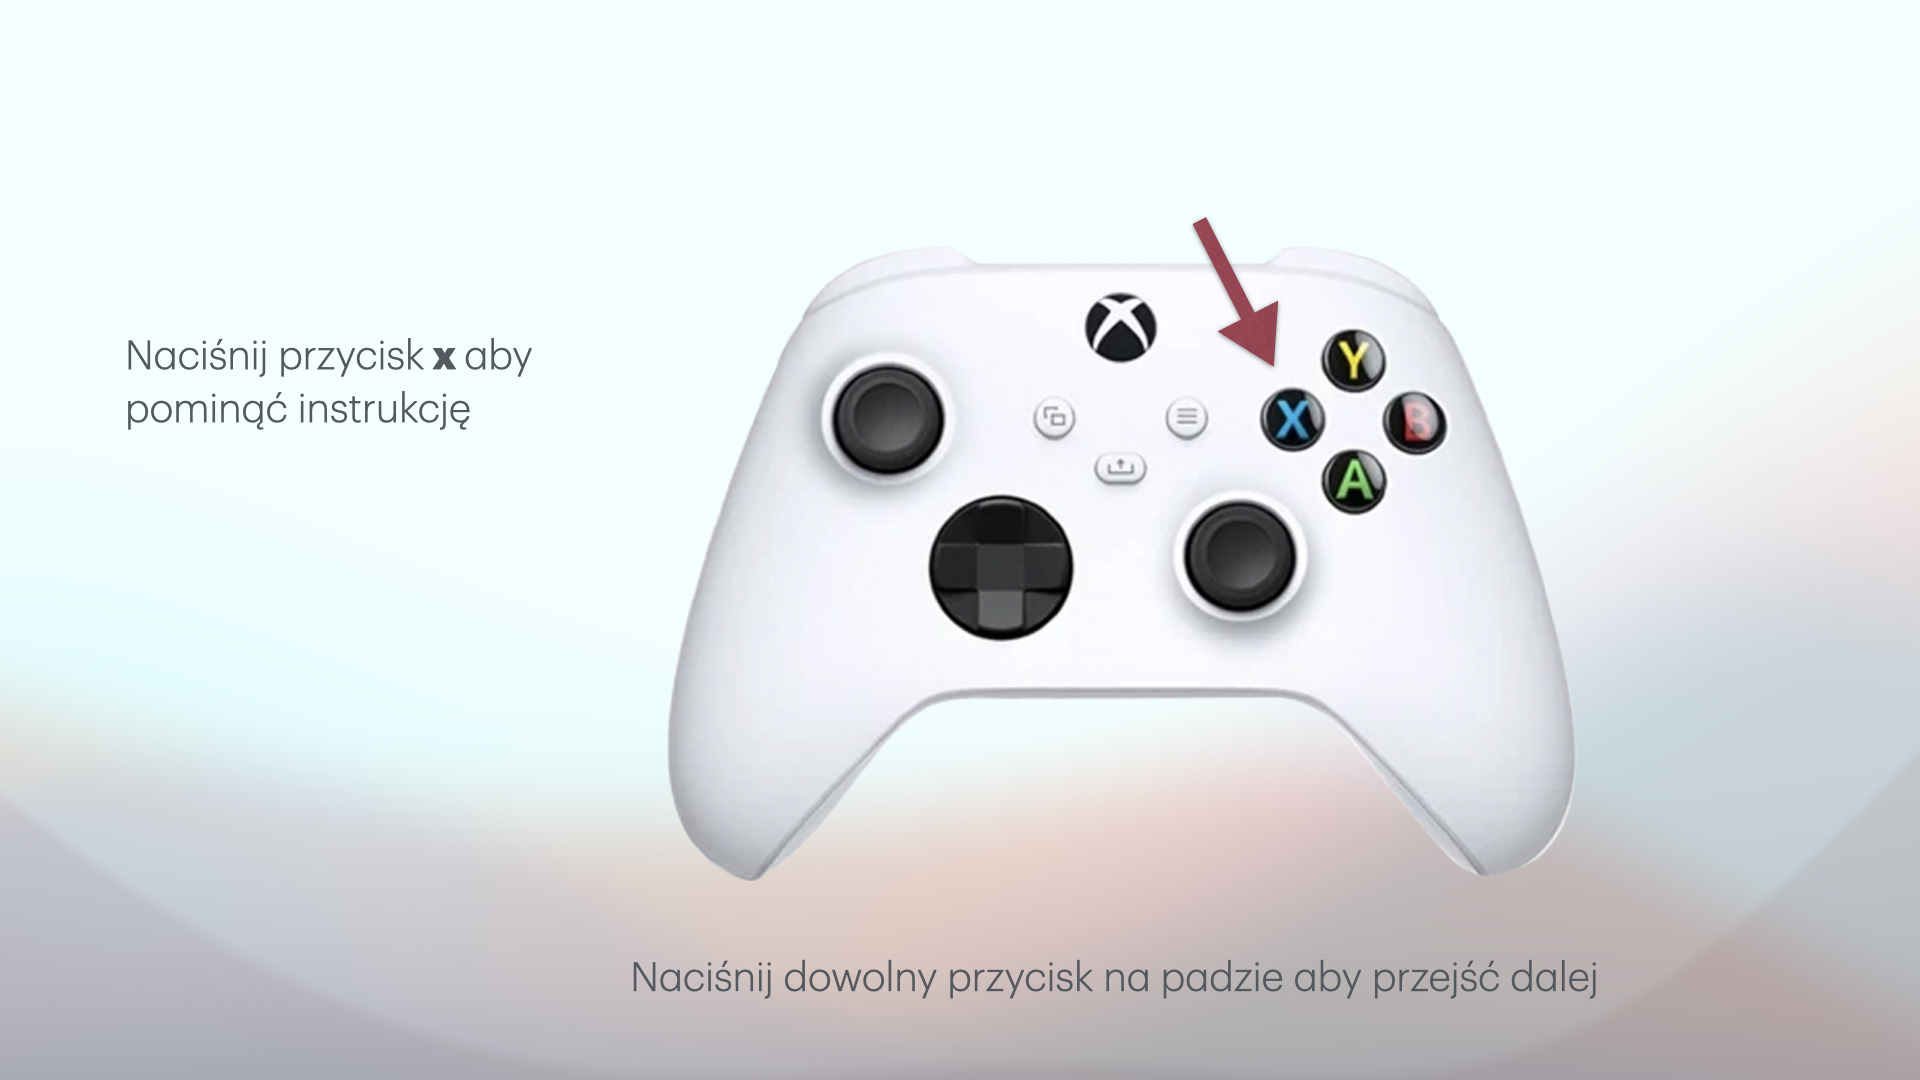 Naciśnij przycisk x aby
pominąć instrukcję
Y
X
B
A
Naciśnij dowolny przycisk na padzie aby przejść dalej